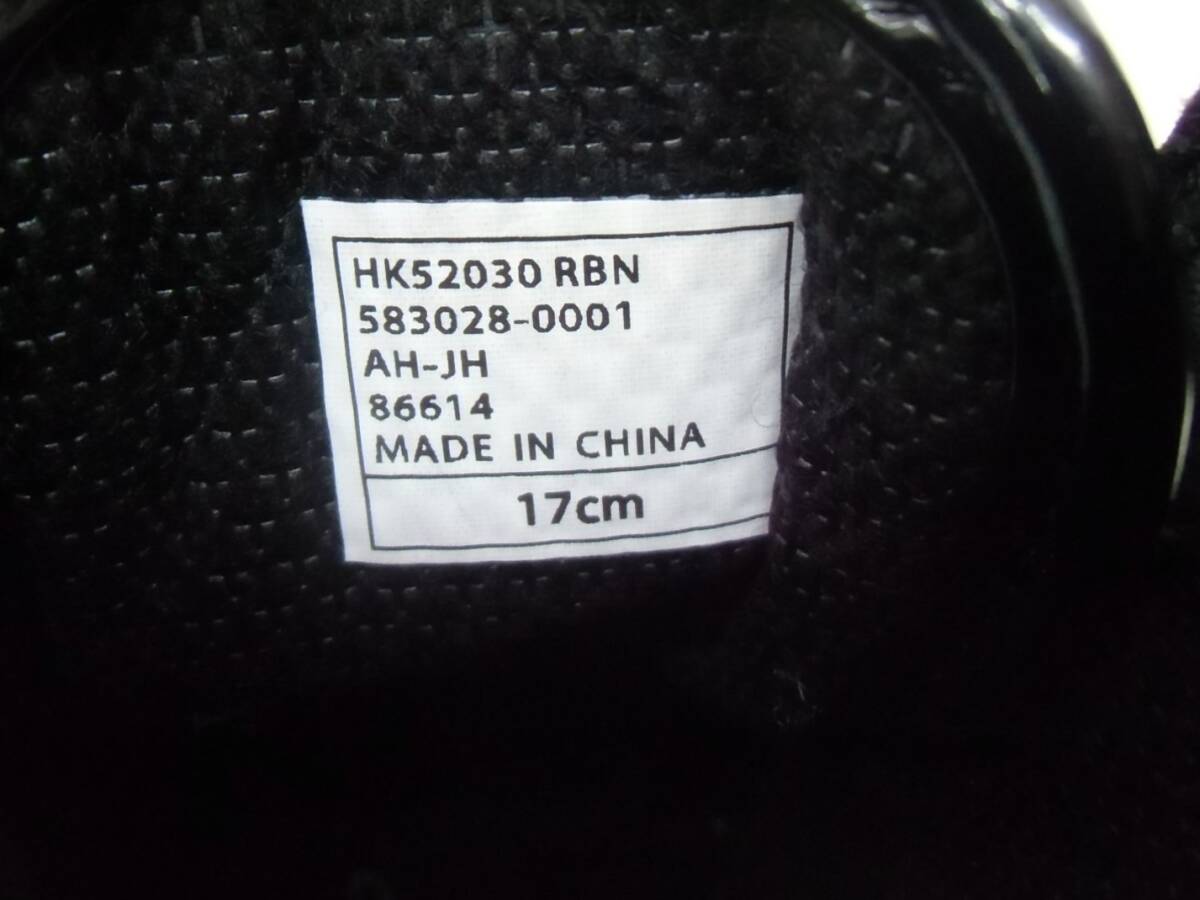 HK52030 RBN
583028-0001
AH-JH
86614
MADE IN CHINA
17cm